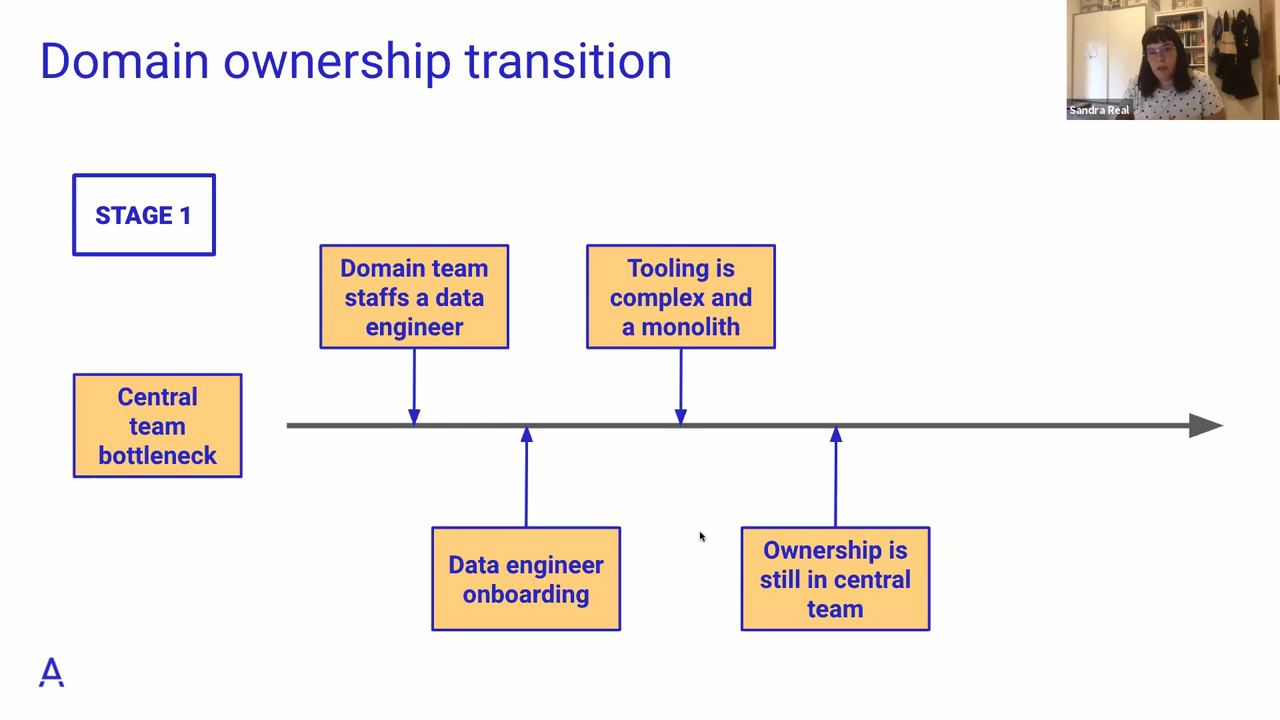 Domain ownership transition
Sandra Real
STAGE 1
Domain team
staffs a data
engineer
Tooling is
complex and
a monolith
Central
team
bottleneck
Data engineer
onboarding
Ownership is
still in central
team